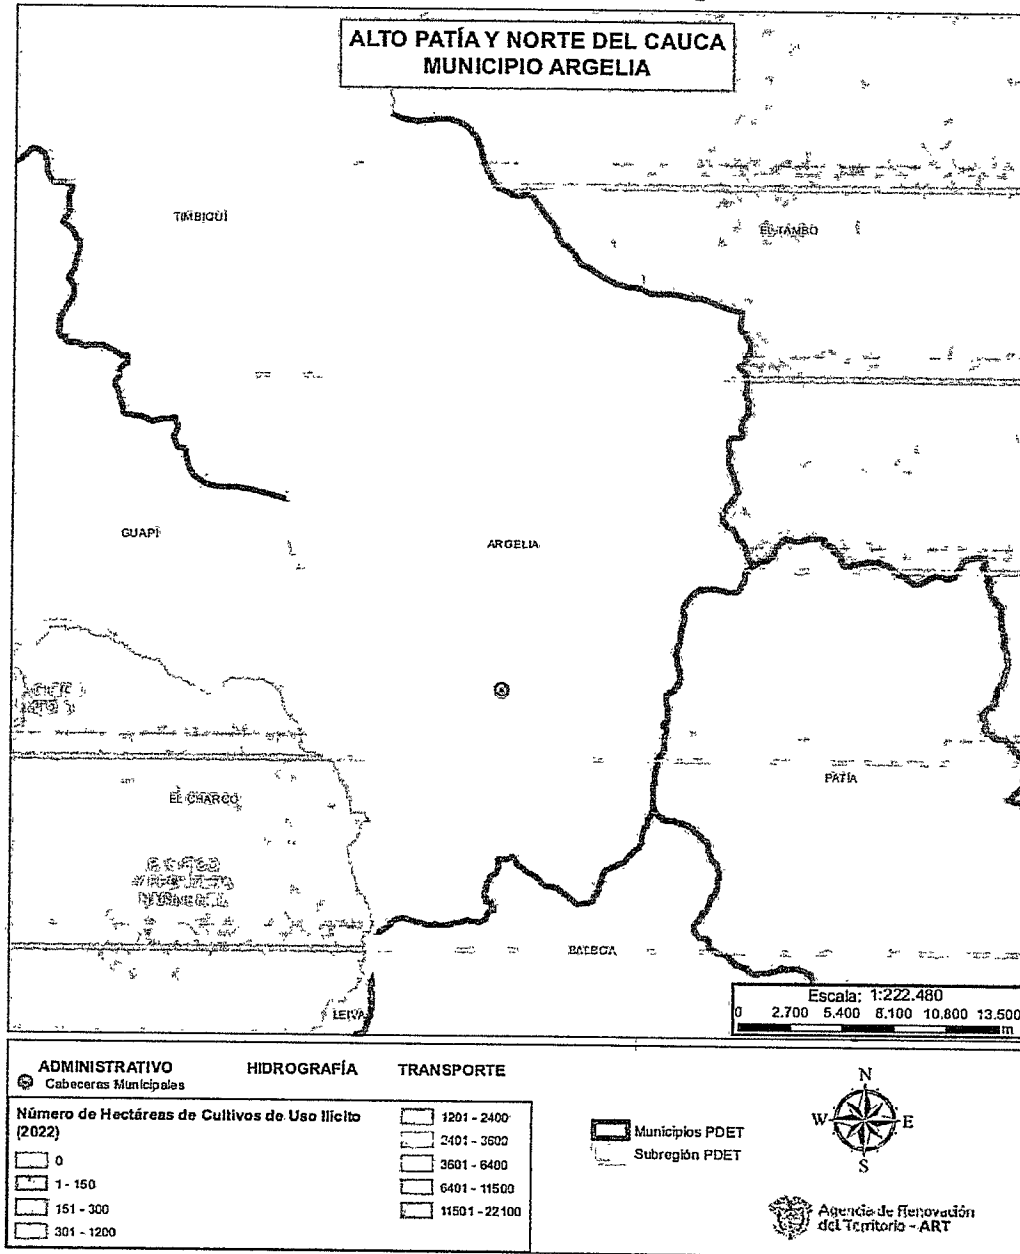 ALTO PATÍA Y NORTE DEL CAUCA
MUNICIPIO ARGELIA
TIMBIQUÍ
EL TAMBO
GUAPÍ
ARGELIA
PATÍA
EL CHARCO
BALBOA
LEIVA
Escala: 1:222.480
0 2.700 5.400 8.100 10.800 13.500
m
ADMINISTRATIVO
Cabeceras Municipales
HIDROGRAFÍA
TRANSPORTE
Número de Hectáreas de Cultivos de Uso Ilícito
(2022)
0
1 - 150
151 - 300
301 - 1200
1201 - 2400
2401 - 3600
3601 - 6400
6401 - 11500
11501 - 22100
Municipios PDET
Subregión PDET
N
W E
S
Agencia de Renovación
del Territorio - ART